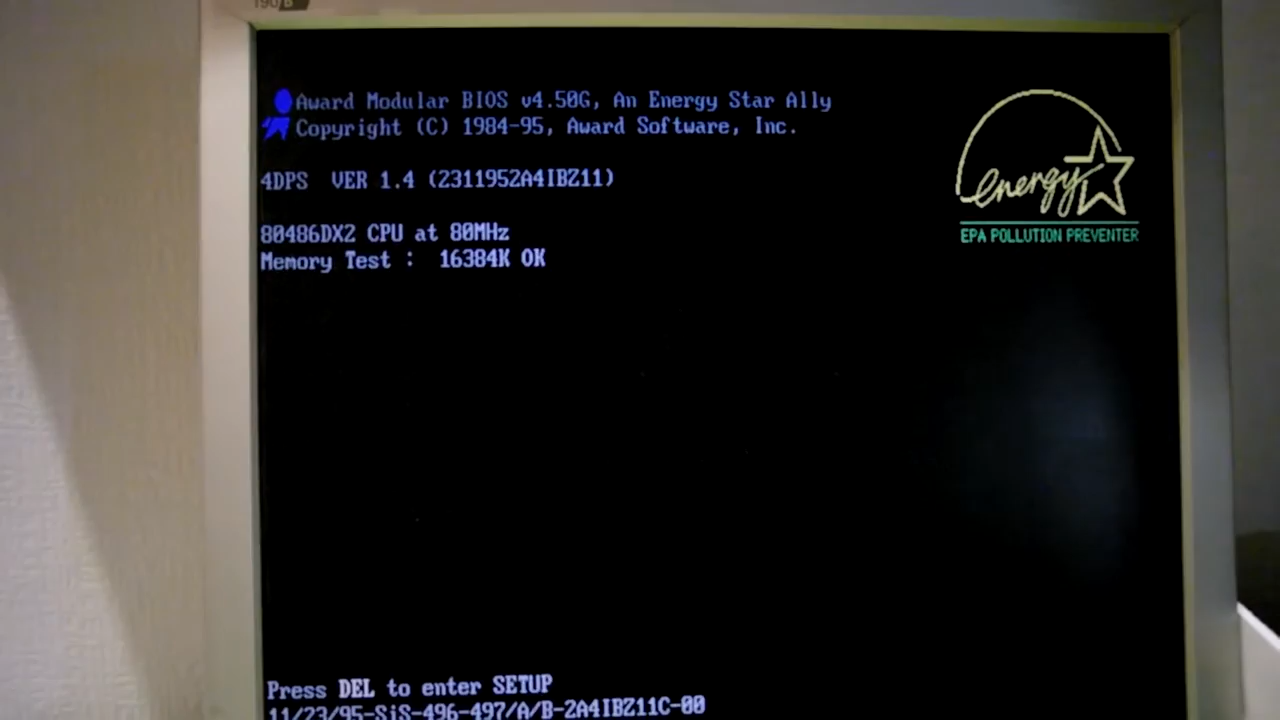 190B
Award Modular BIOS v4.50G, An Energy Star Ally
Copyright (C) 1984-95, Award Software, Inc.
energy
EPA POLLUTION PREVENTER
4DPS VER 1.4 (2311952A4IBZ11)
80486DX2 CPU at 80MHz
Memory Test : 16384K OK
Press DEL to enter SETUP
11/23/95-SiS-496-497/A/B-2A4IBZ11C-00